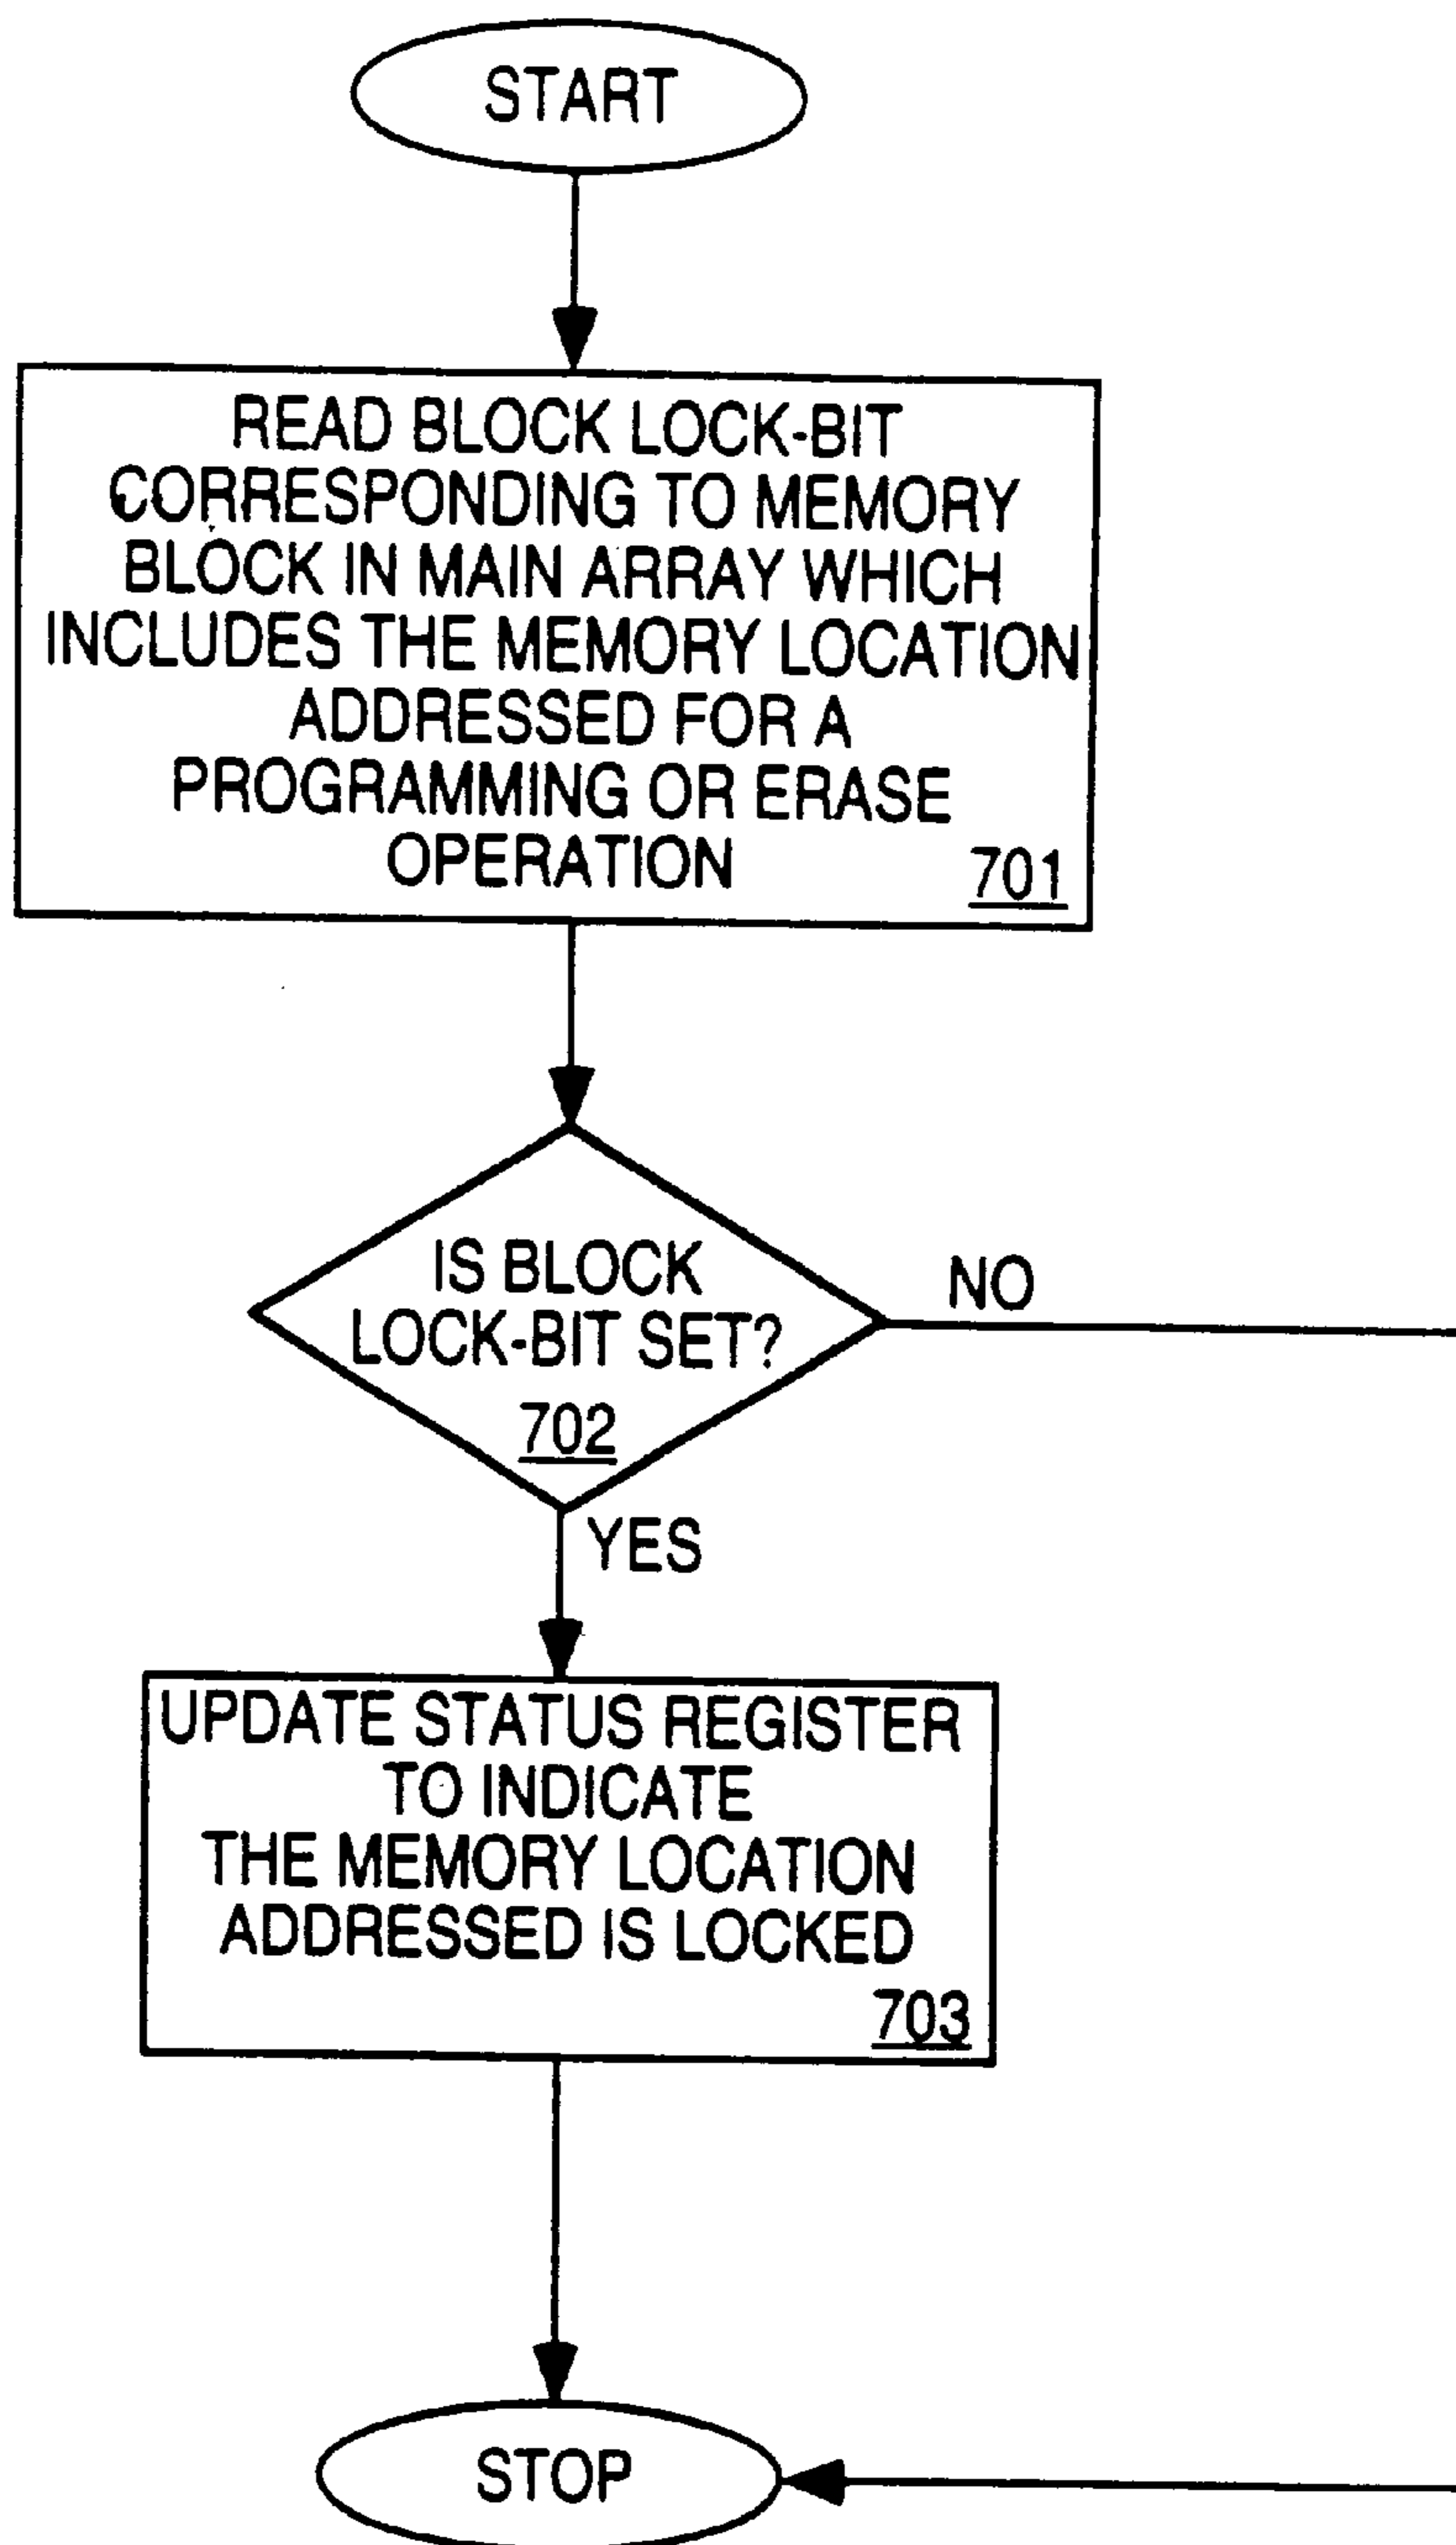 START
READ BLOCK LOCK-BIT
CORRESPONDING TO MEMORY
BLOCK IN MAIN ARRAY WHICH
INCLUDES THE MEMORY LOCATION
ADDRESSED FOR A
PROGRAMMING OR ERASE
OPERATION
701
IS BLOCK
LOCK-BIT SET?
702
NO
YES
UPDATE STATUS REGISTER
TO INDICATE
THE MEMORY LOCATION
ADDRESSED IS LOCKED
703
STOP